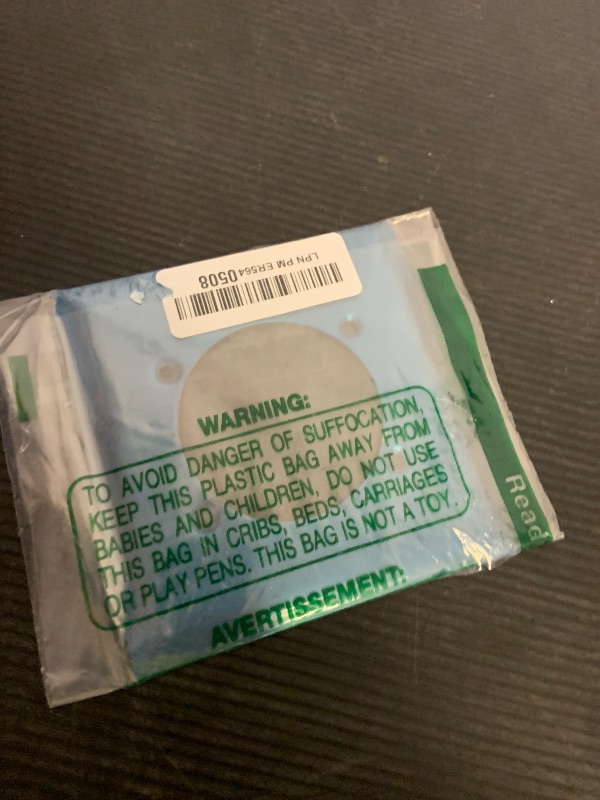 LPN PM ER5640508
WARNING:
TO AVOID DANGER OF SUFFOCATION,
KEEP THIS PLASTIC BAG AWAY FROM
BABIES AND CHILDREN, DO NOT USE
THIS BAG IN CRIBS, BEDS, CARRIAGES
OR PLAY PENS. THIS BAG IS NOT A TOY.
AVERTISSEMENT:
Read